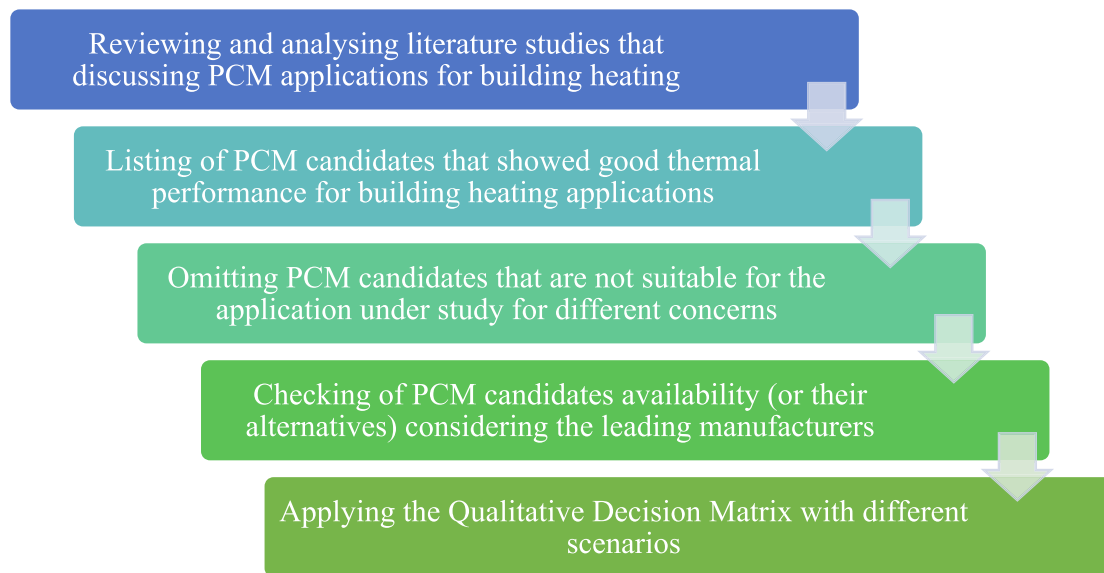 Reviewing and analysing literature studies that
discussing PCM applications for building heating
Listing of PCM candidates that showed good thermal
performance for building heating applications
Omitting PCM candidates that are not suitable for the
application under study for different concerns
Checking of PCM candidates availability (or their
alternatives) considering the leading manufacturers
Applying the Qualitative Decision Matrix with different
scenarios